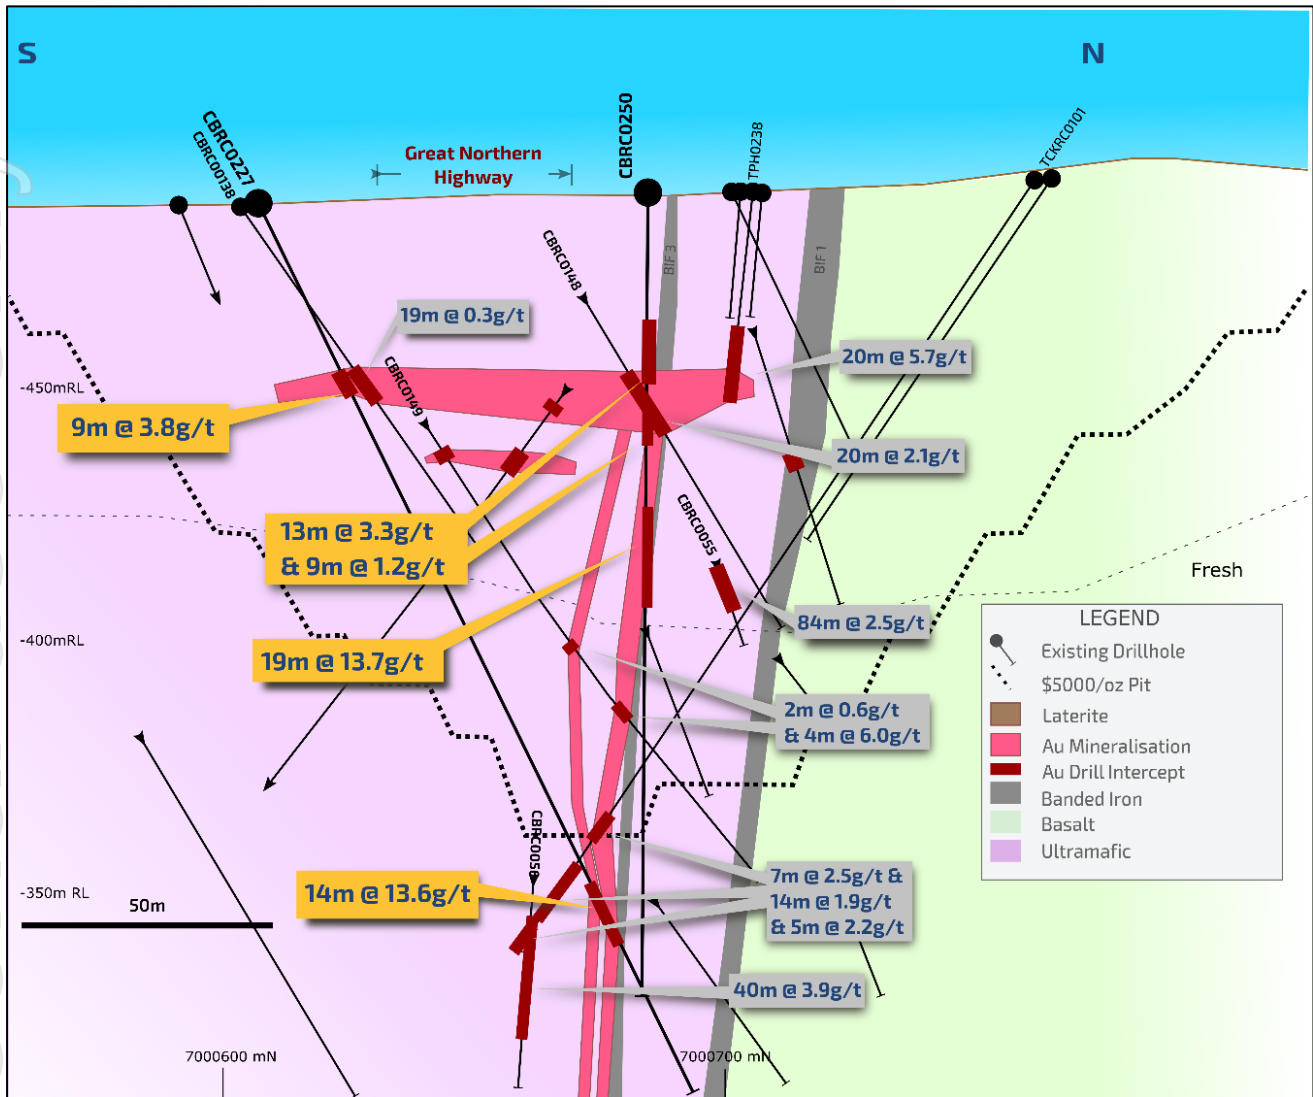 S
N
CBRC0227
CBRC00138
Great Northern
Highway
CBRC0250
TPH0238
TCKRC0101
CBRC0148
BIF 3
BIF 1
19m @ 0.3g/t
20m @ 5.7g/t
-450mRL
CBRC0149
9m @ 3.8g/t
20m @ 2.1g/t
13m @ 3.3g/t
& 9m @ 1.2g/t
CBRC0055
Fresh
84m @ 2.5g/t
-400mRL
19m @ 13.7g/t
2m @ 0.6g/t
& 4m @ 6.0g/t
LEGEND
Existing Drillhole
$5000/oz Pit
Laterite
Au Mineralisation
Au Drill Intercept
Banded Iron
Basalt
Ultramafic
-350m RL
50m
14m @ 13.6g/t
7m @ 2.5g/t &
14m @ 1.9g/t
& 5m @ 2.2g/t
40m @ 3.9g/t
7000600 mN
7000700 mN